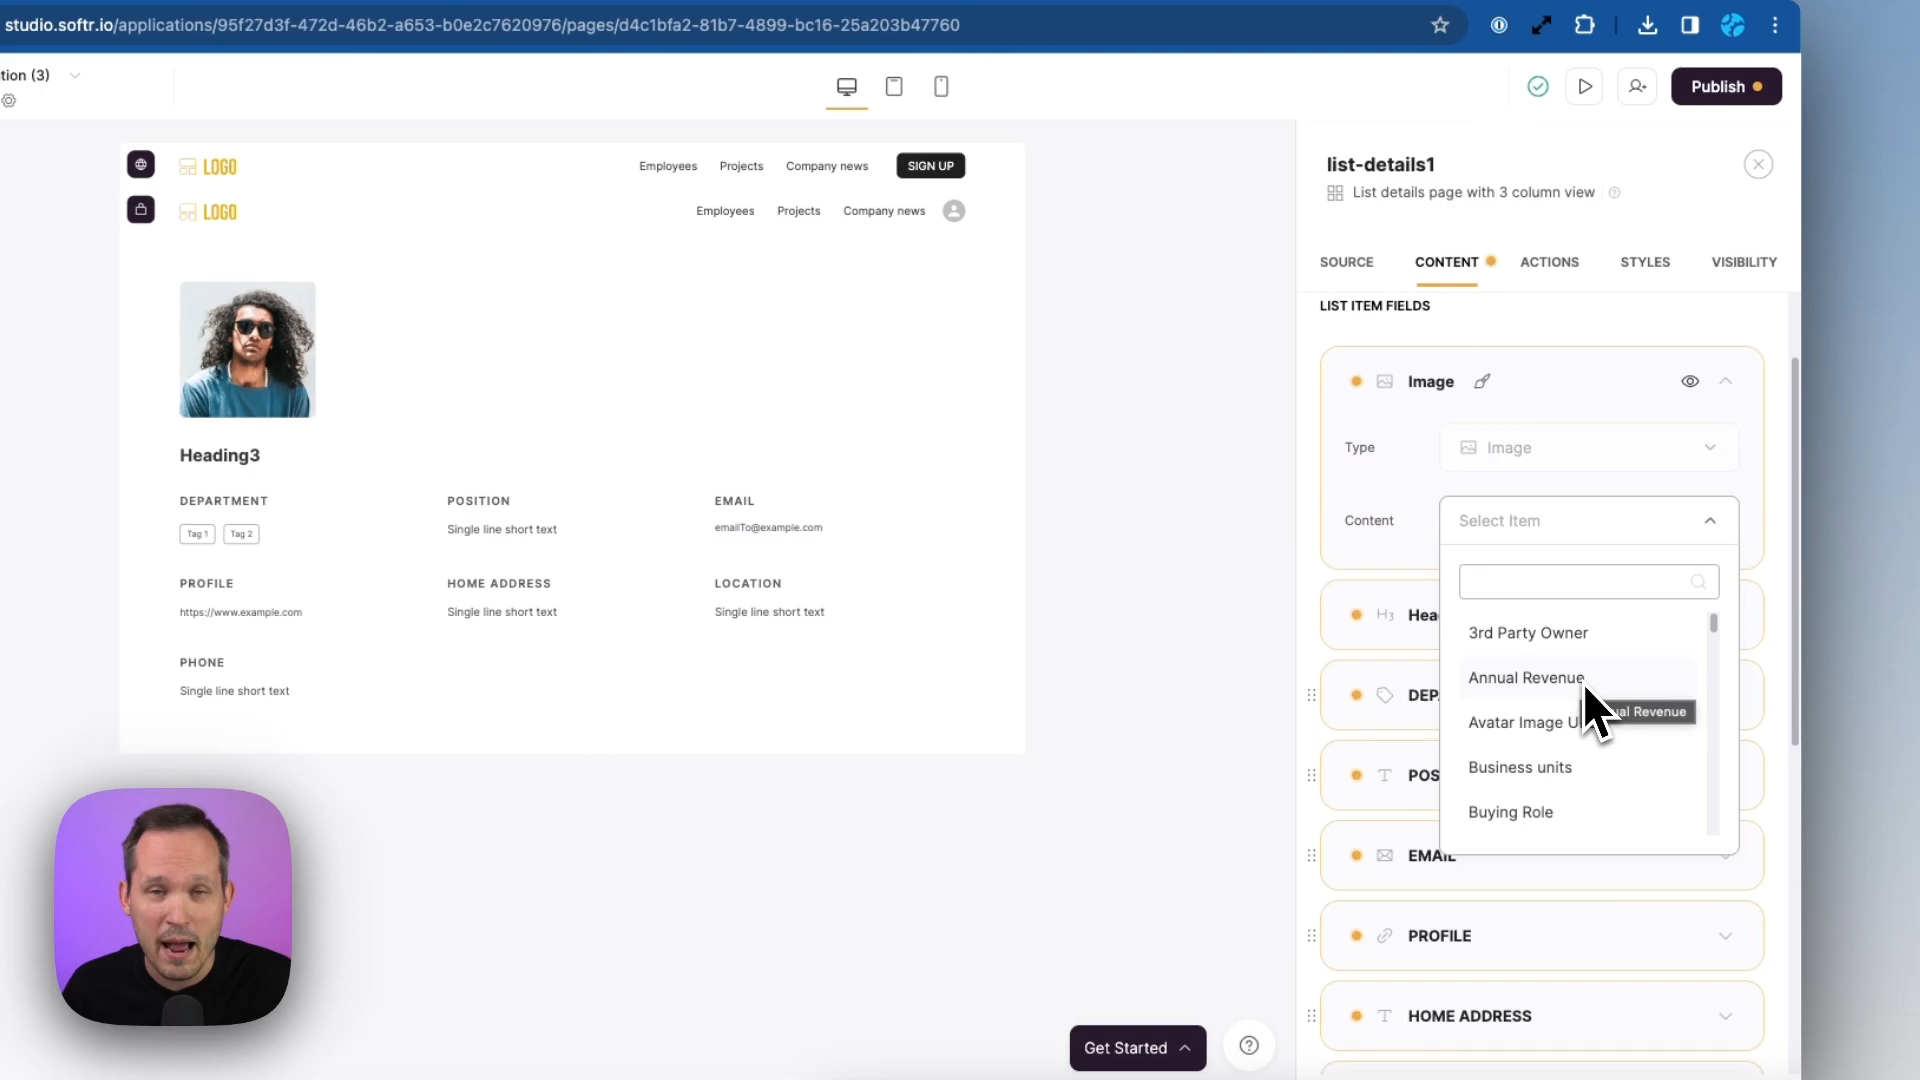 studio.softr.io/applications/95f27d3f-472d-46b2-a653-b0e2c7620976/pages/d4c1bfa2-81b7-4899-bc16-25a203b47760
tion (3)
Publish
LOGO
Employees Projects Company news SIGN UP
LOGO
Employees Projects Company news
Heading3
DEPARTMENT POSITION EMAIL
Tag 1 Tag 2 Single line short text emailTo@example.com
PROFILE HOME ADDRESS LOCATION
https://www.example.com Single line short text Single line short text
PHONE
Single line short text
Get Started
list-details1
List details page with 3 column view
SOURCE CONTENT ACTIONS STYLES VISIBILITY
LIST ITEM FIELDS
Image
Type Image
Content Select Item
3rd Party Owner
Annual Revenue
ual Revenue
Avatar Image U
Business units
Buying Role
H3 Hea
DEP
T POS
EMAIL
PROFILE
T HOME ADDRESS